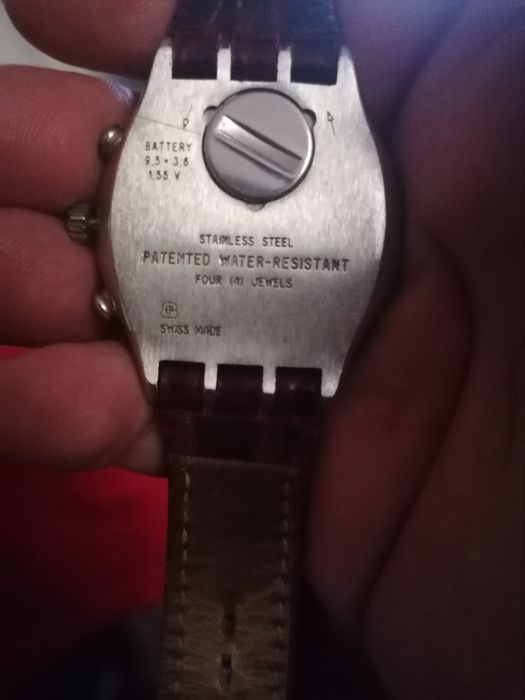 BATTERY
9,5 × 3,6
1,55 V
STAINLESS STEEL
PATENTED WATER-RESISTANT
FOUR (4) JEWELS
SWISS MADE